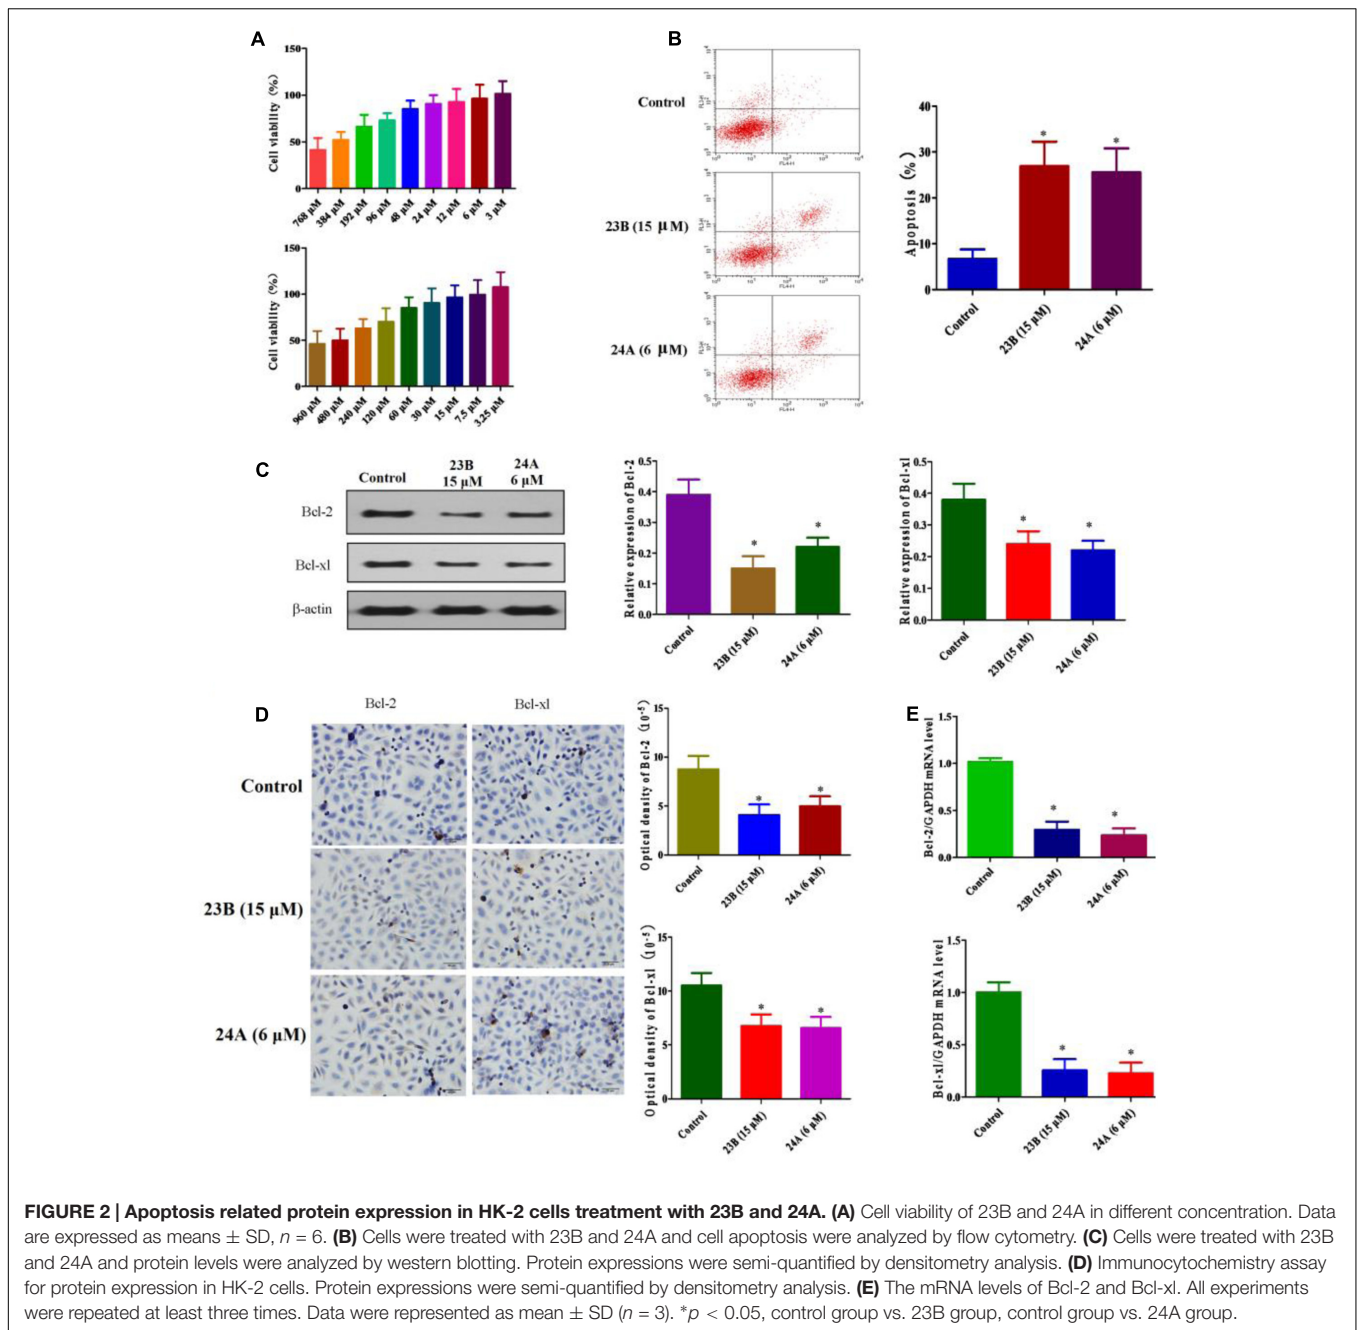 A
Cell viability (%)
150
100
50
0
768 μM
384 μM
192 μM
96 μM
48 μM
24 μM
12 μM
6 μM
3 μM
Cell viability (%)
150
100
50
0
960 μM
480 μM
240 μM
120 μM
60 μM
30 μM
15 μM
7.5 μM
3.25 μM
B
Control
23B (15 μM)
24A (6 μM)
Apoptosis (%)
40
30
20
10
0
Control
23B (15 μM)
24A (6 μM)
*
*
C
Control
23B
15 μM
24A
6 μM
Bcl-2
Bcl-xl
β-actin
Relative expression of Bcl-2
0.5
0.4
0.3
0.2
0.1
0.0
*
*
Control
23B (15 μM)
24A (6 μM)
Relative expression of Bcl-xl
0.5
0.4
0.3
0.2
0.1
0.0
*
*
Control
23B (15 μM)
24A (6 μM)
D
Bcl-2
Bcl-xl
Control
23B (15 μM)
24A (6 μM)
Optical density of Bcl-2 (10⁻⁵)
15
10
5
0
*
*
Control
23B (15 μM)
24A (6 μM)
Optical density of Bcl-xl (10⁻⁵)
15
10
5
0
*
*
Control
23B (15 μM)
24A (6 μM)
E
Bcl-2/GAPDH mRNA level
1.5
1.0
0.5
0.0
*
*
Control
23B (15 μM)
24A (6 μM)
Bcl-xl/GAPDH mRNA level
1.5
1.0
0.5
0.0
*
*
Control
23B (15 μM)
24A (6 μM)
FIGURE 2 | Apoptosis related protein expression in HK-2 cells treatment with 23B and 24A. (A) Cell viability of 23B and 24A in different concentration. Data
are expressed as means ± SD, n = 6. (B) Cells were treated with 23B and 24A and cell apoptosis were analyzed by flow cytometry. (C) Cells were treated with 23B
and 24A and protein levels were analyzed by western blotting. Protein expressions were semi-quantified by densitometry analysis. (D) Immunocytochemistry assay
for protein expression in HK-2 cells. Protein expressions were semi-quantified by densitometry analysis. (E) The mRNA levels of Bcl-2 and Bcl-xl. All experiments
were repeated at least three times. Data were represented as mean ± SD (n = 3). *p < 0.05, control group vs. 23B group, control group vs. 24A group.